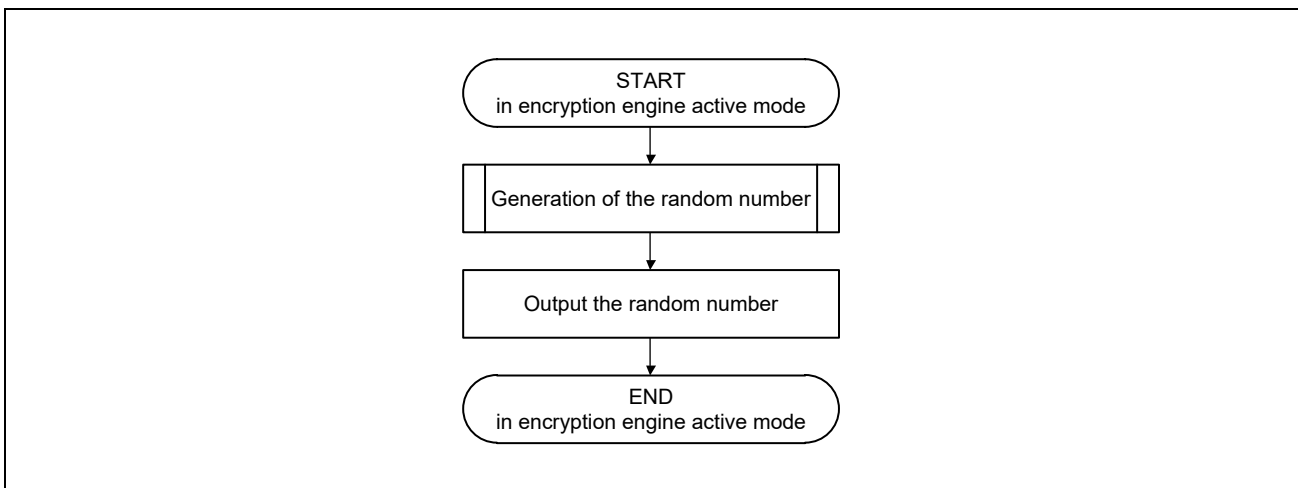 START
in encryption engine active mode
Generation of the random number
Output the random number
END
in encryption engine active mode